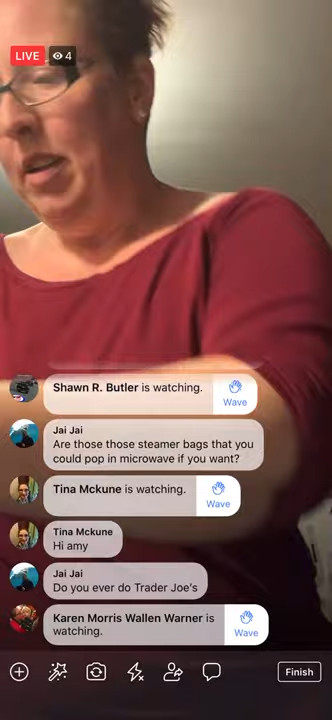 LIVE 4
Shawn R. Butler is watching.
Wave
Jai Jai
Are those those steamer bags that you
could pop in microwave if you want?
Tina Mckune is watching.
Wave
Tina Mckune
Hi amy
Jai Jai
Do you ever do Trader Joe's
Karen Morris Wallen Warner is
watching.
Wave
Finish